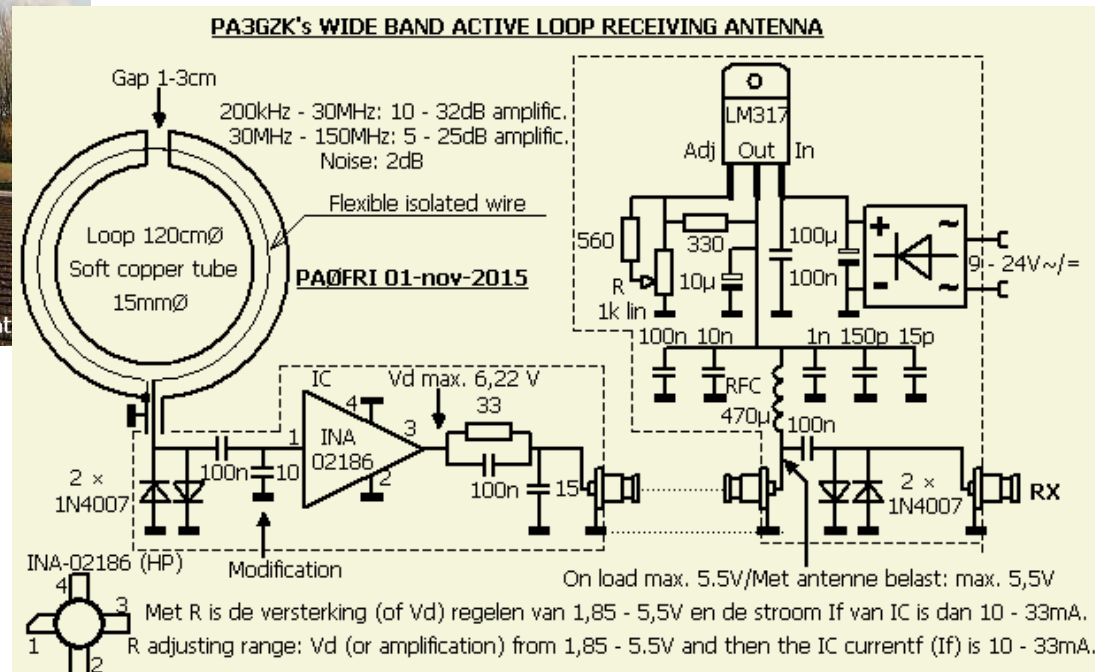 PA3GZK's WIDE BAND ACTIVE LOOP RECEIVING ANTENNA
Gap 1-3cm
200kHz - 30MHz: 10 - 32dB amplific.
30MHz - 150MHz: 5 - 25dB amplific.
Noise: 2dB
Flexible isolated wire
Loop 120cmØ
Soft copper tube
15mmØ
PAØFRI 01-nov-2015
LM317
Adj Out In
560
330
100µ
R
10µ
100n
1k lin
+
-
~
~
9 - 24V~/=
100n 10n
1n 150p 15p
RFC
470µ
100n
IC
Vd max. 6,22 V
33
4
1
INA
02186
3
2
100n
10
100n
15
2 ×
1N4007
2 ×
1N4007
RX
Modification
INA-02186 (HP)
4
3
1
2
On load max. 5.5V/Met antenne belast: max. 5,5V
Met R is de versterking (of Vd) regelen van 1,85 - 5,5V en de stroom If van IC is dan 10 - 33mA.
R adjusting range: Vd (or amplification) from 1,85 - 5.5V and then the IC currentf (If) is 10 - 33mA.